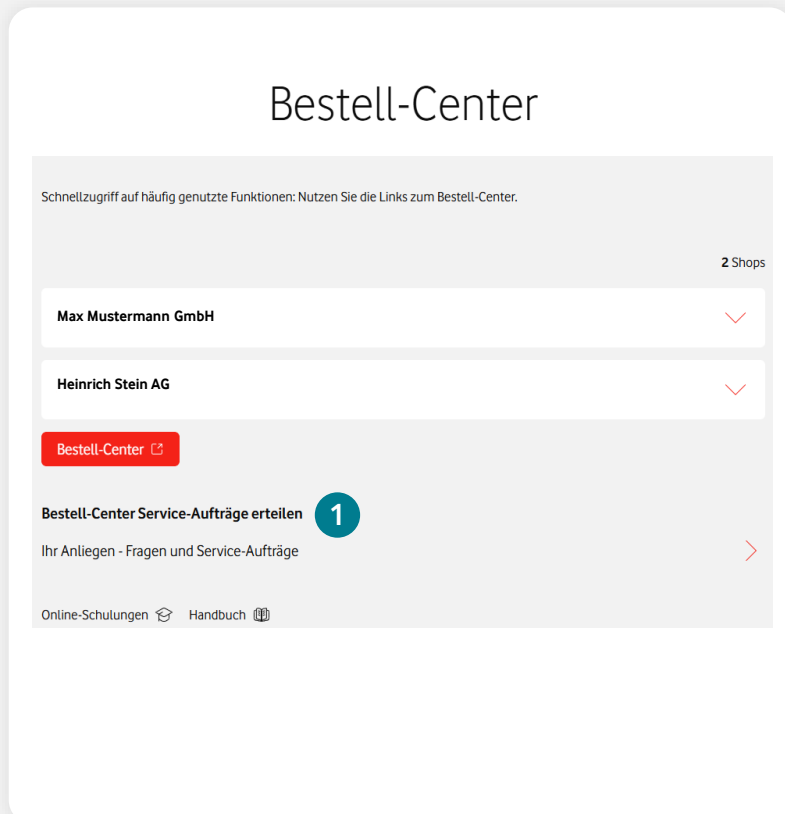 Bestell-Center
Schnellzugriff auf häufig genutzte Funktionen: Nutzen Sie die Links zum Bestell-Center.
2 Shops
Max Mustermann GmbH
Heinrich Stein AG
Bestell-Center
Bestell-Center Service-Aufträge erteilen 1
Ihr Anliegen - Fragen und Service-Aufträge
Online-Schulungen Handbuch